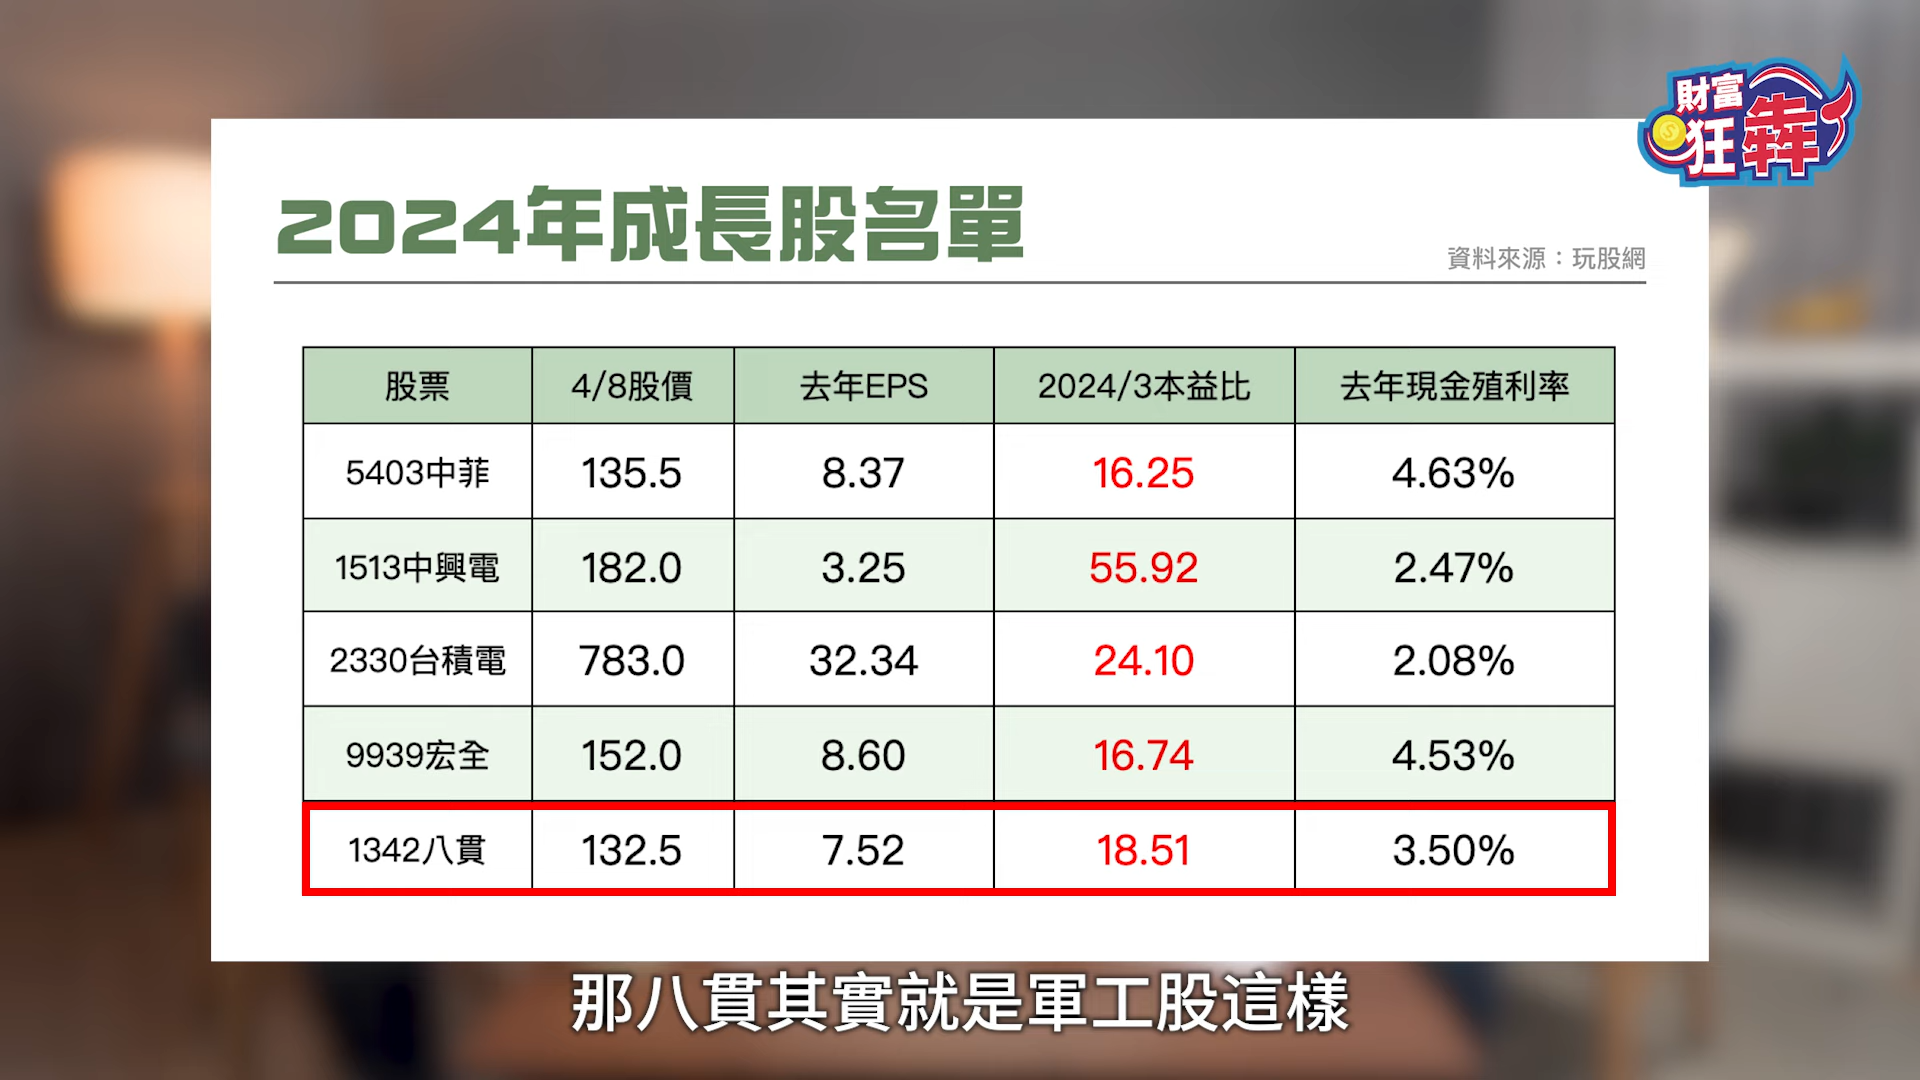 財富
狂犇
2024年成長股名單
資料來源：玩股網
股票 4/8股價 去年EPS 2024/3本益比 去年現金殖利率
5403中菲 135.5 8.37 16.25 4.63%
1513中興電 182.0 3.25 55.92 2.47%
2330台積電 783.0 32.34 24.10 2.08%
9939宏全 152.0 8.60 16.74 4.53%
1342八貫 132.5 7.52 18.51 3.50%
那八貫其實就是軍工股這樣